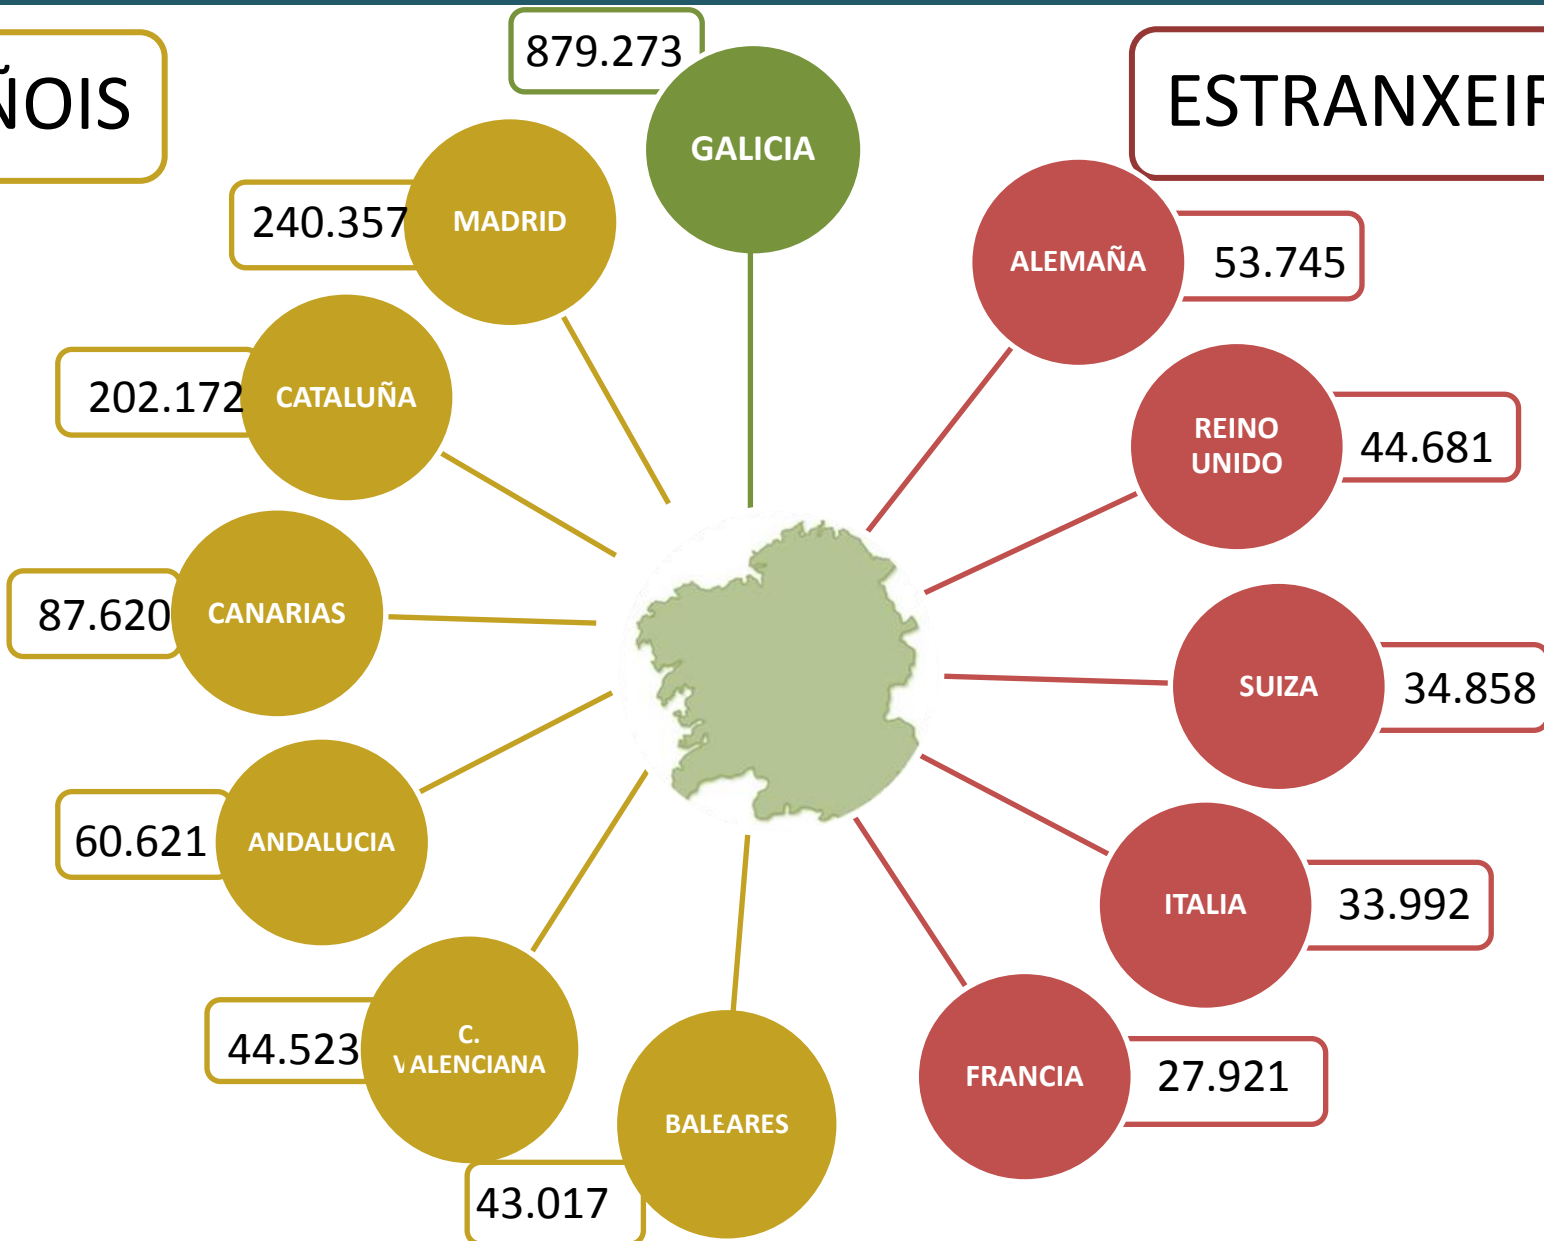 ÑOIS
879.273
GALICIA
ESTRANXEIR
240.357
MADRID
ALEMAÑA
53.745
202.172
CATALUÑA
REINO
UNIDO
44.681
87.620
CANARIAS
SUIZA
34.858
60.621
ANDALUCIA
ITALIA
33.992
44.523
C.
VALENCIANA
FRANCIA
27.921
BALEARES
43.017